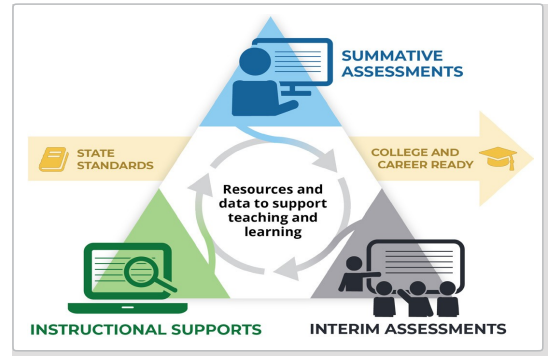 SUMMATIVE
ASSESSMENTS
STATE
STANDARDS
COLLEGE AND
CAREER READY
Resources and
data to support
teaching and
learning
INSTRUCTIONAL SUPPORTS
INTERIM ASSESSMENTS